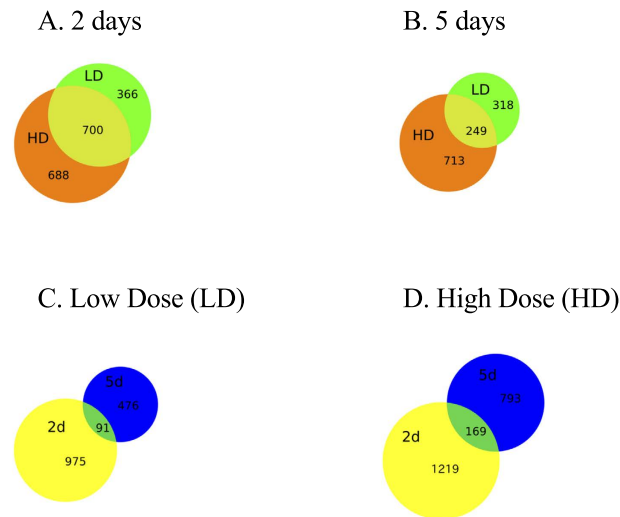 A. 2 days
B. 5 days
LD
366
700
HD
688
LD
318
249
HD
713
C. Low Dose (LD)
D. High Dose (HD)
5d
476
91
2d
975
5d
793
169
2d
1219